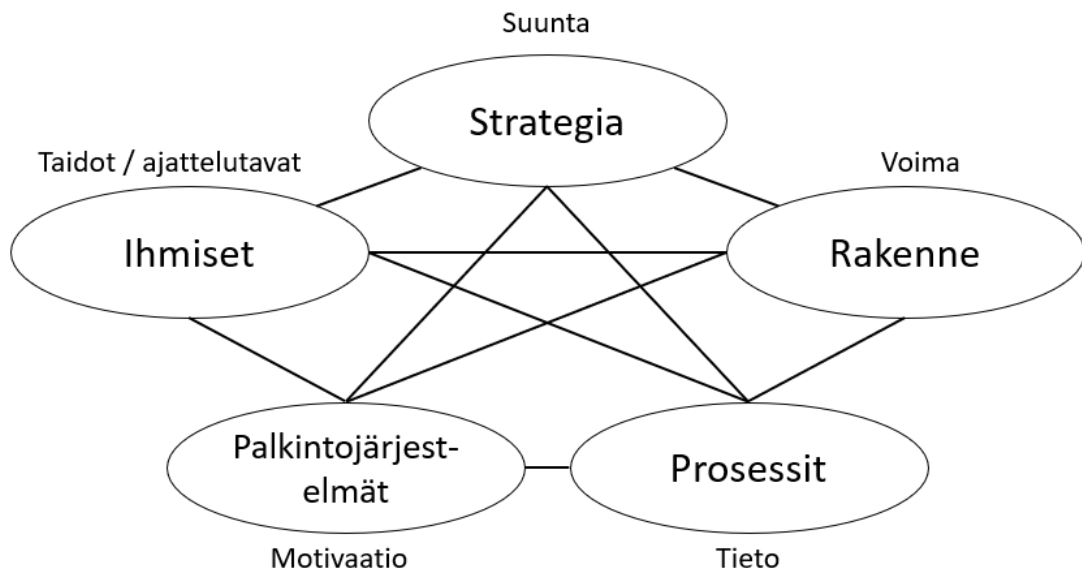 Suunta
Strategia
Taidot / ajattelutavat
Ihmiset
Voima
Rakenne
Palkintojärjest-
elmät
Motivaatio
Prosessit
Tieto